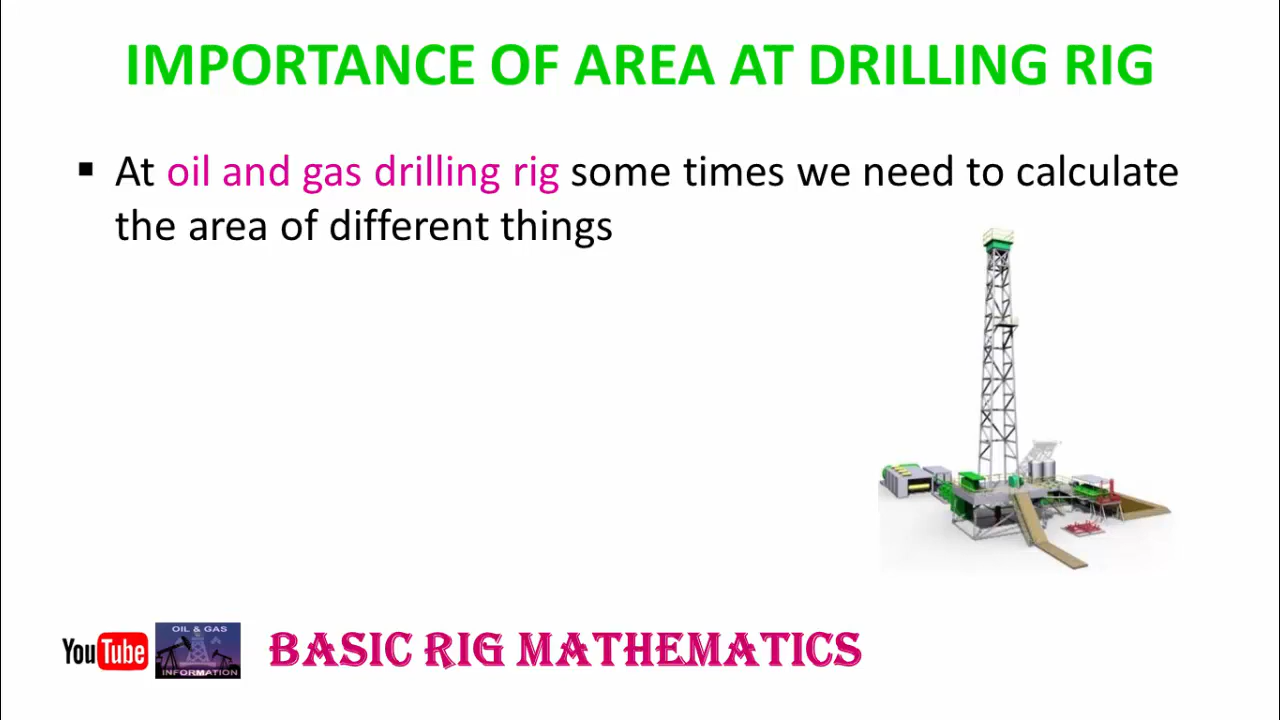 IMPORTANCE OF AREA AT DRILLING RIG
▪ At oil and gas drilling rig some times we need to calculate
the area of different things
YouTube
OIL & GAS
INFORMATION
BASIC RIG MATHEMATICS